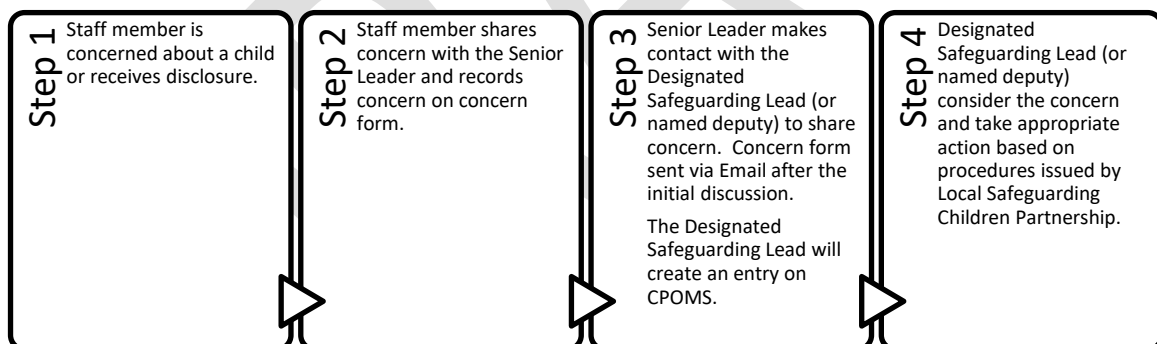 Step 1
Staff member is
concerned about a child
or receives disclosure.
Step 2
Staff member shares
concern with the Senior
Leader and records
concern on concern
form.
Step 3
Senior Leader makes
contact with the
Designated
Safeguarding Lead (or
named deputy) to share
concern.  Concern form
sent via Email after the
initial discussion.
The Designated
Safeguarding Lead will
create an entry on
CPOMS.
Step 4
Designated
Safeguarding Lead (or
named deputy)
consider the concern
and take appropriate
action based on
procedures issued by
Local Safeguarding
Children Partnership.